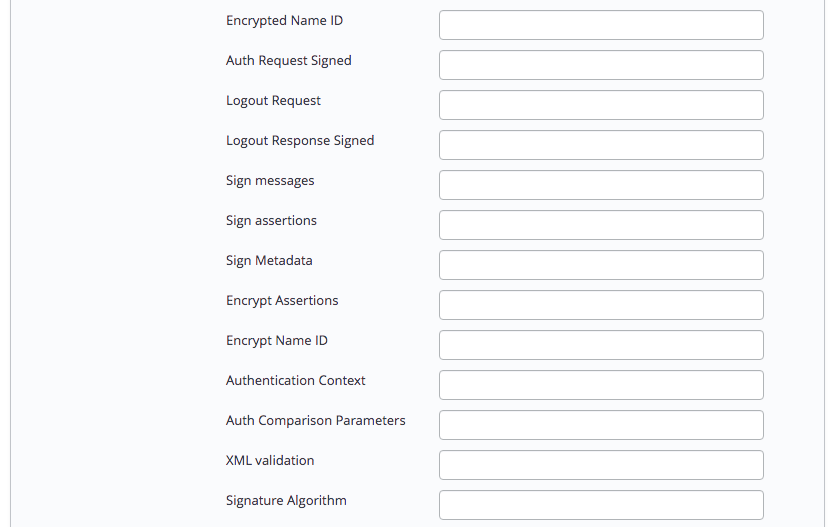 Encrypted Name ID
Auth Request Signed
Logout Request
Logout Response Signed
Sign messages
Sign assertions
Sign Metadata
Encrypt Assertions
Encrypt Name ID
Authentication Context
Auth Comparison Parameters
XML validation
Signature Algorithm